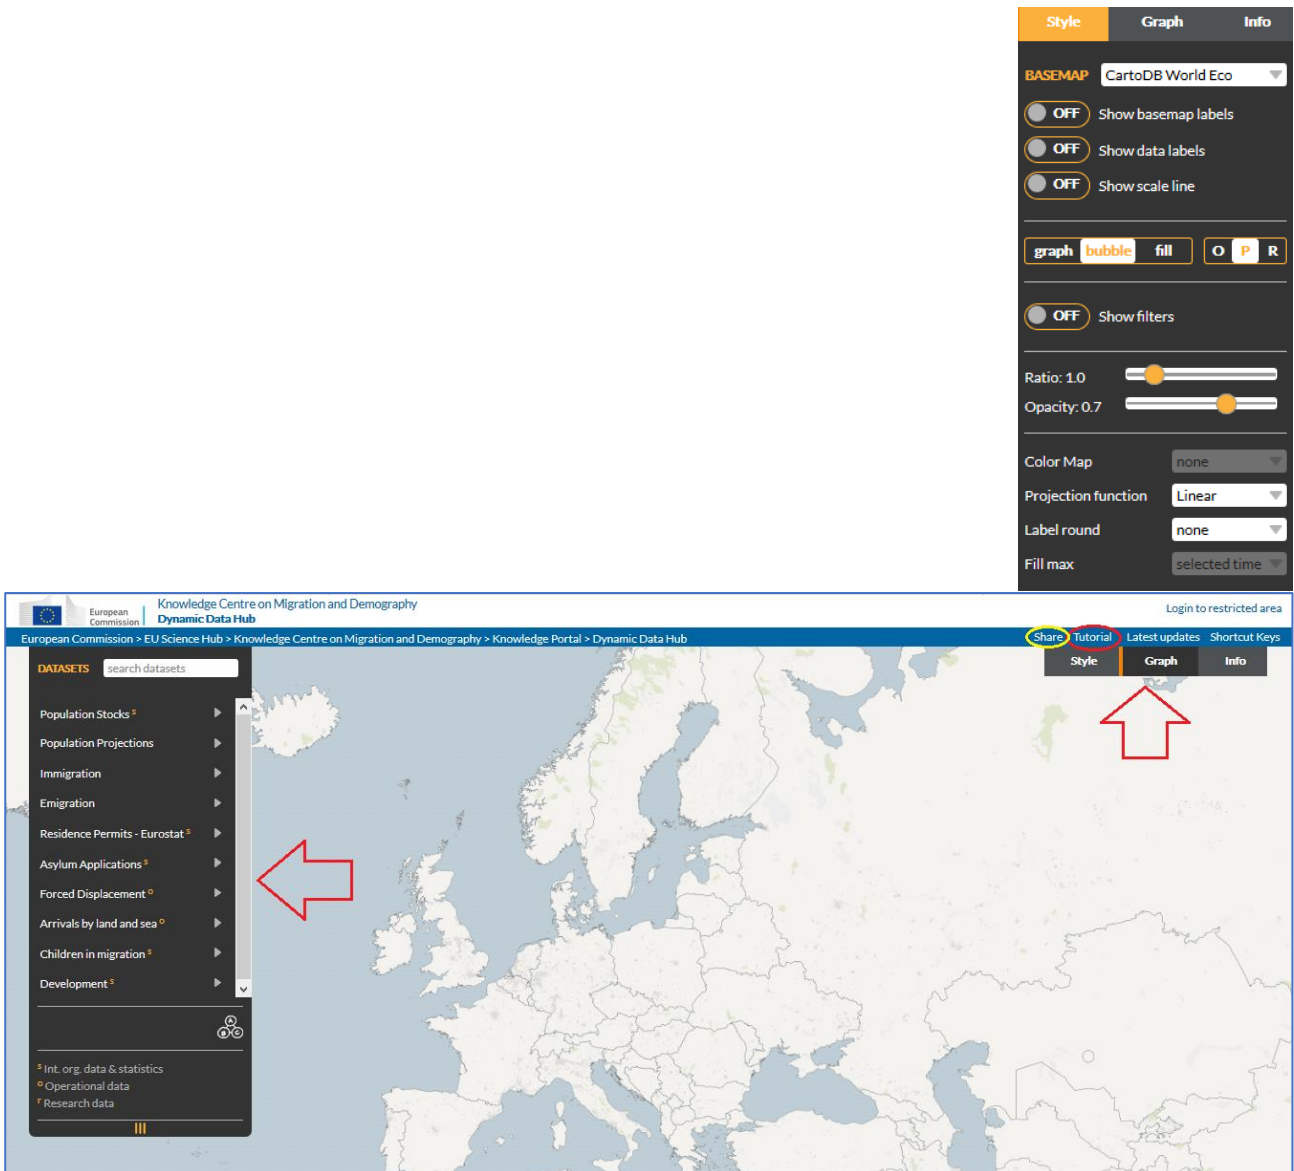 Style Graph Info
BASEMAP CartoDB World Eco
OFF Show basemap labels
OFF Show data labels
OFF Show scale line
graph bubble fill O P R
OFF Show filters
Ratio: 1.0
Opacity: 0.7
Color Map none
Projection function Linear
Label round none
Fill max selected time
European Commission
Knowledge Centre on Migration and Demography
Dynamic Data Hub
Login to restricted area
European Commission > EU Science Hub > Knowledge Centre on Migration and Demography > Knowledge Portal > Dynamic Data Hub
Share Tutorial Latest updates Shortcut Keys
DATASETS search datasets
Style Graph Info
Population Stocks s
Population Projections
Immigration
Emigration
Residence Permits - Eurostat s
Asylum Applications s
Forced Displacement o
Arrivals by land and sea o
Children in migration s
Development s
A
B C
s Int. org. data & statistics
o Operational data
r Research data